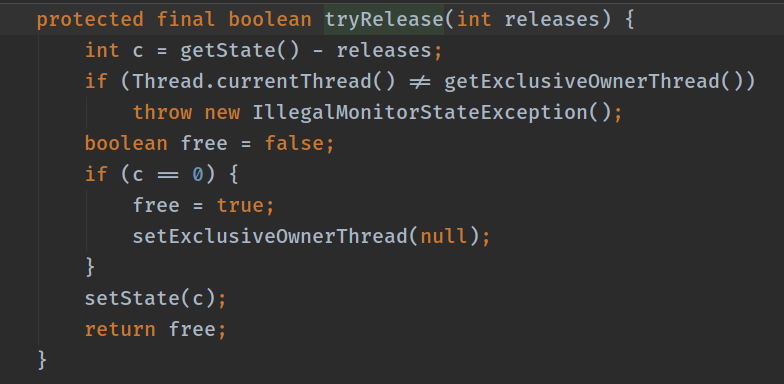 protected final boolean tryRelease(int releases) {
    int c = getState() - releases;
    if (Thread.currentThread() != getExclusiveOwnerThread())
        throw new IllegalMonitorStateException();
    boolean free = false;
    if (c == 0) {
        free = true;
        setExclusiveOwnerThread(null);
    }
    setState(c);
    return free;
}